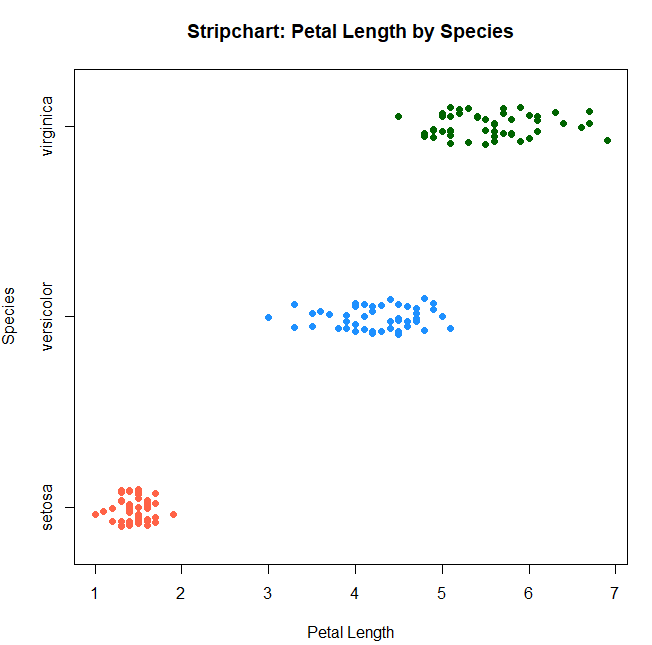 Stripchart: Petal Length by Species
virginica
versicolor
setosa
Species
1 2 3 4 5 6 7
Petal Length